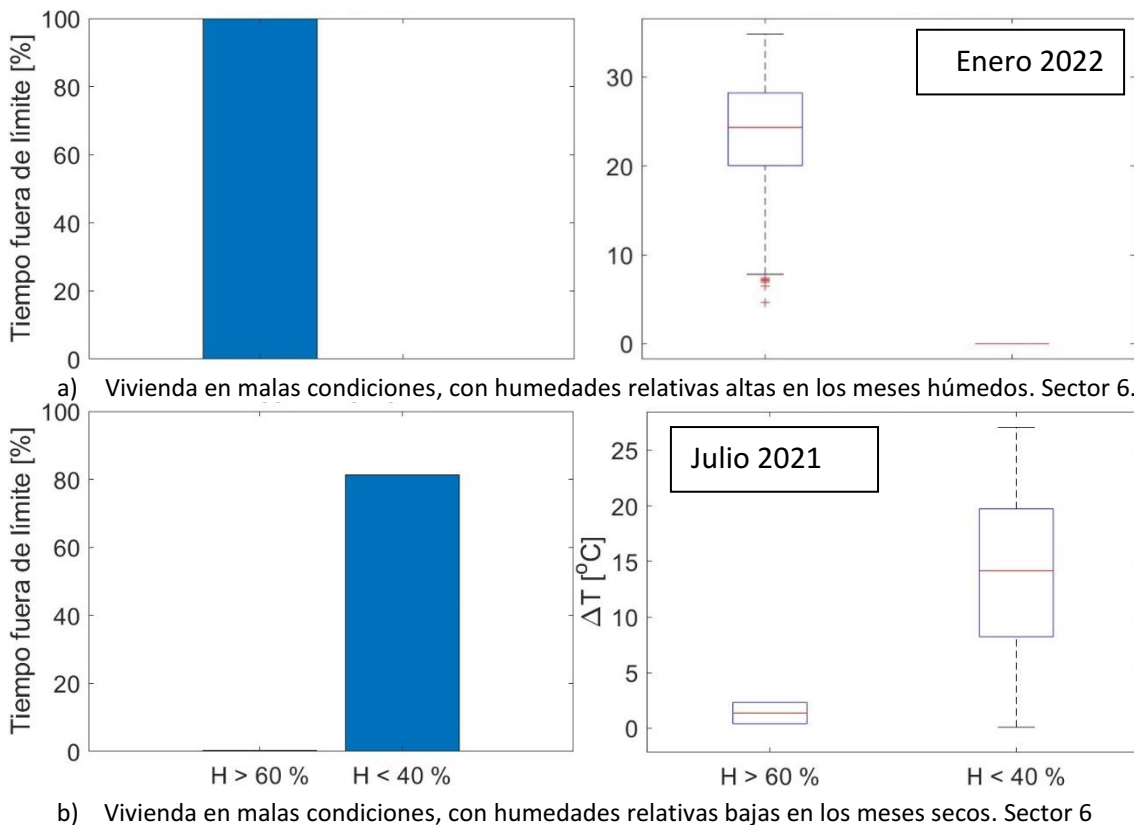 Tiempo fuera de límite [%]
100
80
60
40
20
0
30
20
10
0
Enero 2022
a) Vivienda en malas condiciones, con humedades relativas altas en los meses húmedos. Sector 6.
Tiempo fuera de límite [%]
100
80
60
40
20
0
H > 60 %
H < 40 %
ΔT [°C]
25
20
15
10
5
0
Julio 2021
H > 60 %
H < 40 %
b) Vivienda en malas condiciones, con humedades relativas bajas en los meses secos. Sector 6